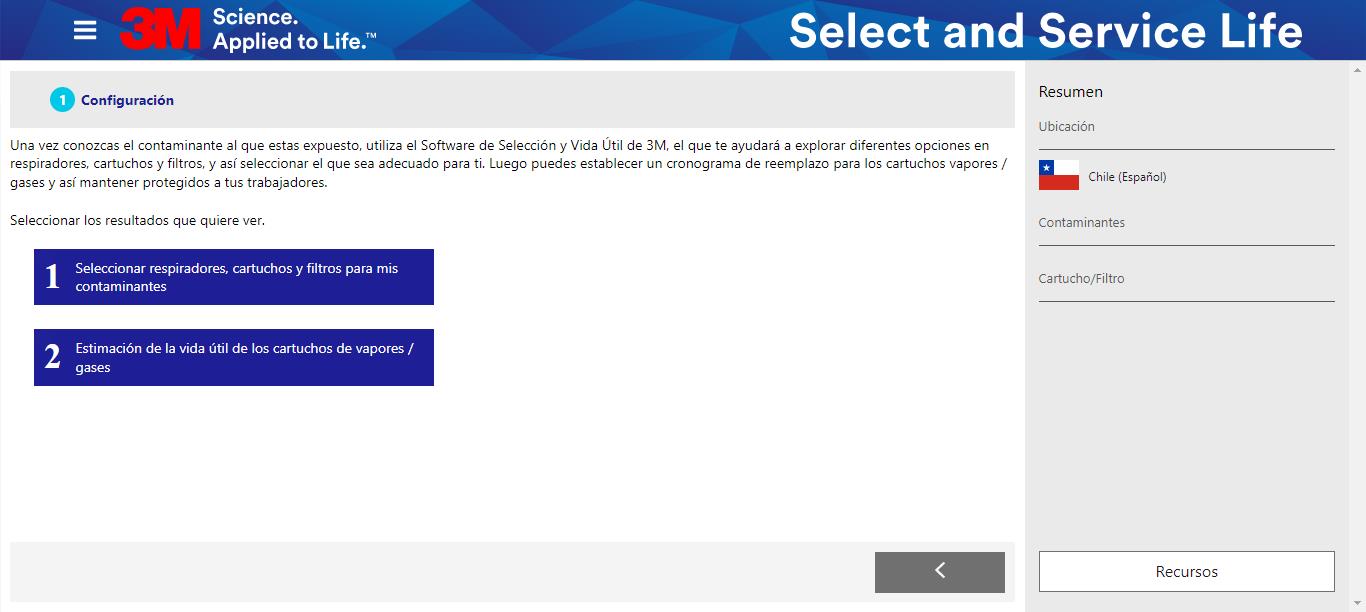 3M Science.
Applied to Life.™
Select and Service Life
1 Configuración
Una vez conozcas el contaminante al que estas expuesto, utiliza el Software de Selección y Vida Útil de 3M, el que te ayudará a explorar diferentes opciones en
respiradores, cartuchos y filtros, y así seleccionar el que sea adecuado para ti. Luego puedes establecer un cronograma de reemplazo para los cartuchos vapores /
gases y así mantener protegidos a tus trabajadores.
Seleccionar los resultados que quiere ver.
1 Seleccionar respiradores, cartuchos y filtros para mis
contaminantes
2 Estimación de la vida útil de los cartuchos de vapores /
gases
Resumen
Ubicación
Chile (Español)
Contaminantes
Cartucho/Filtro
Recursos